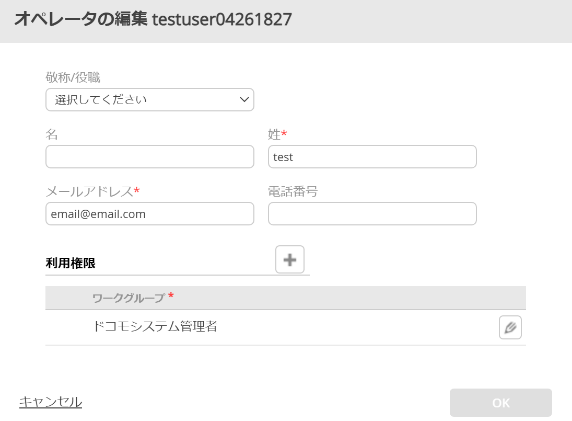 オペレータの編集 testuser04261827
敬称/役職
選択してください
名 姓*
test
メールアドレス* 電話番号
email@email.com
利用権限
ワークグループ *
ドコモシステム管理者
キャンセル OK